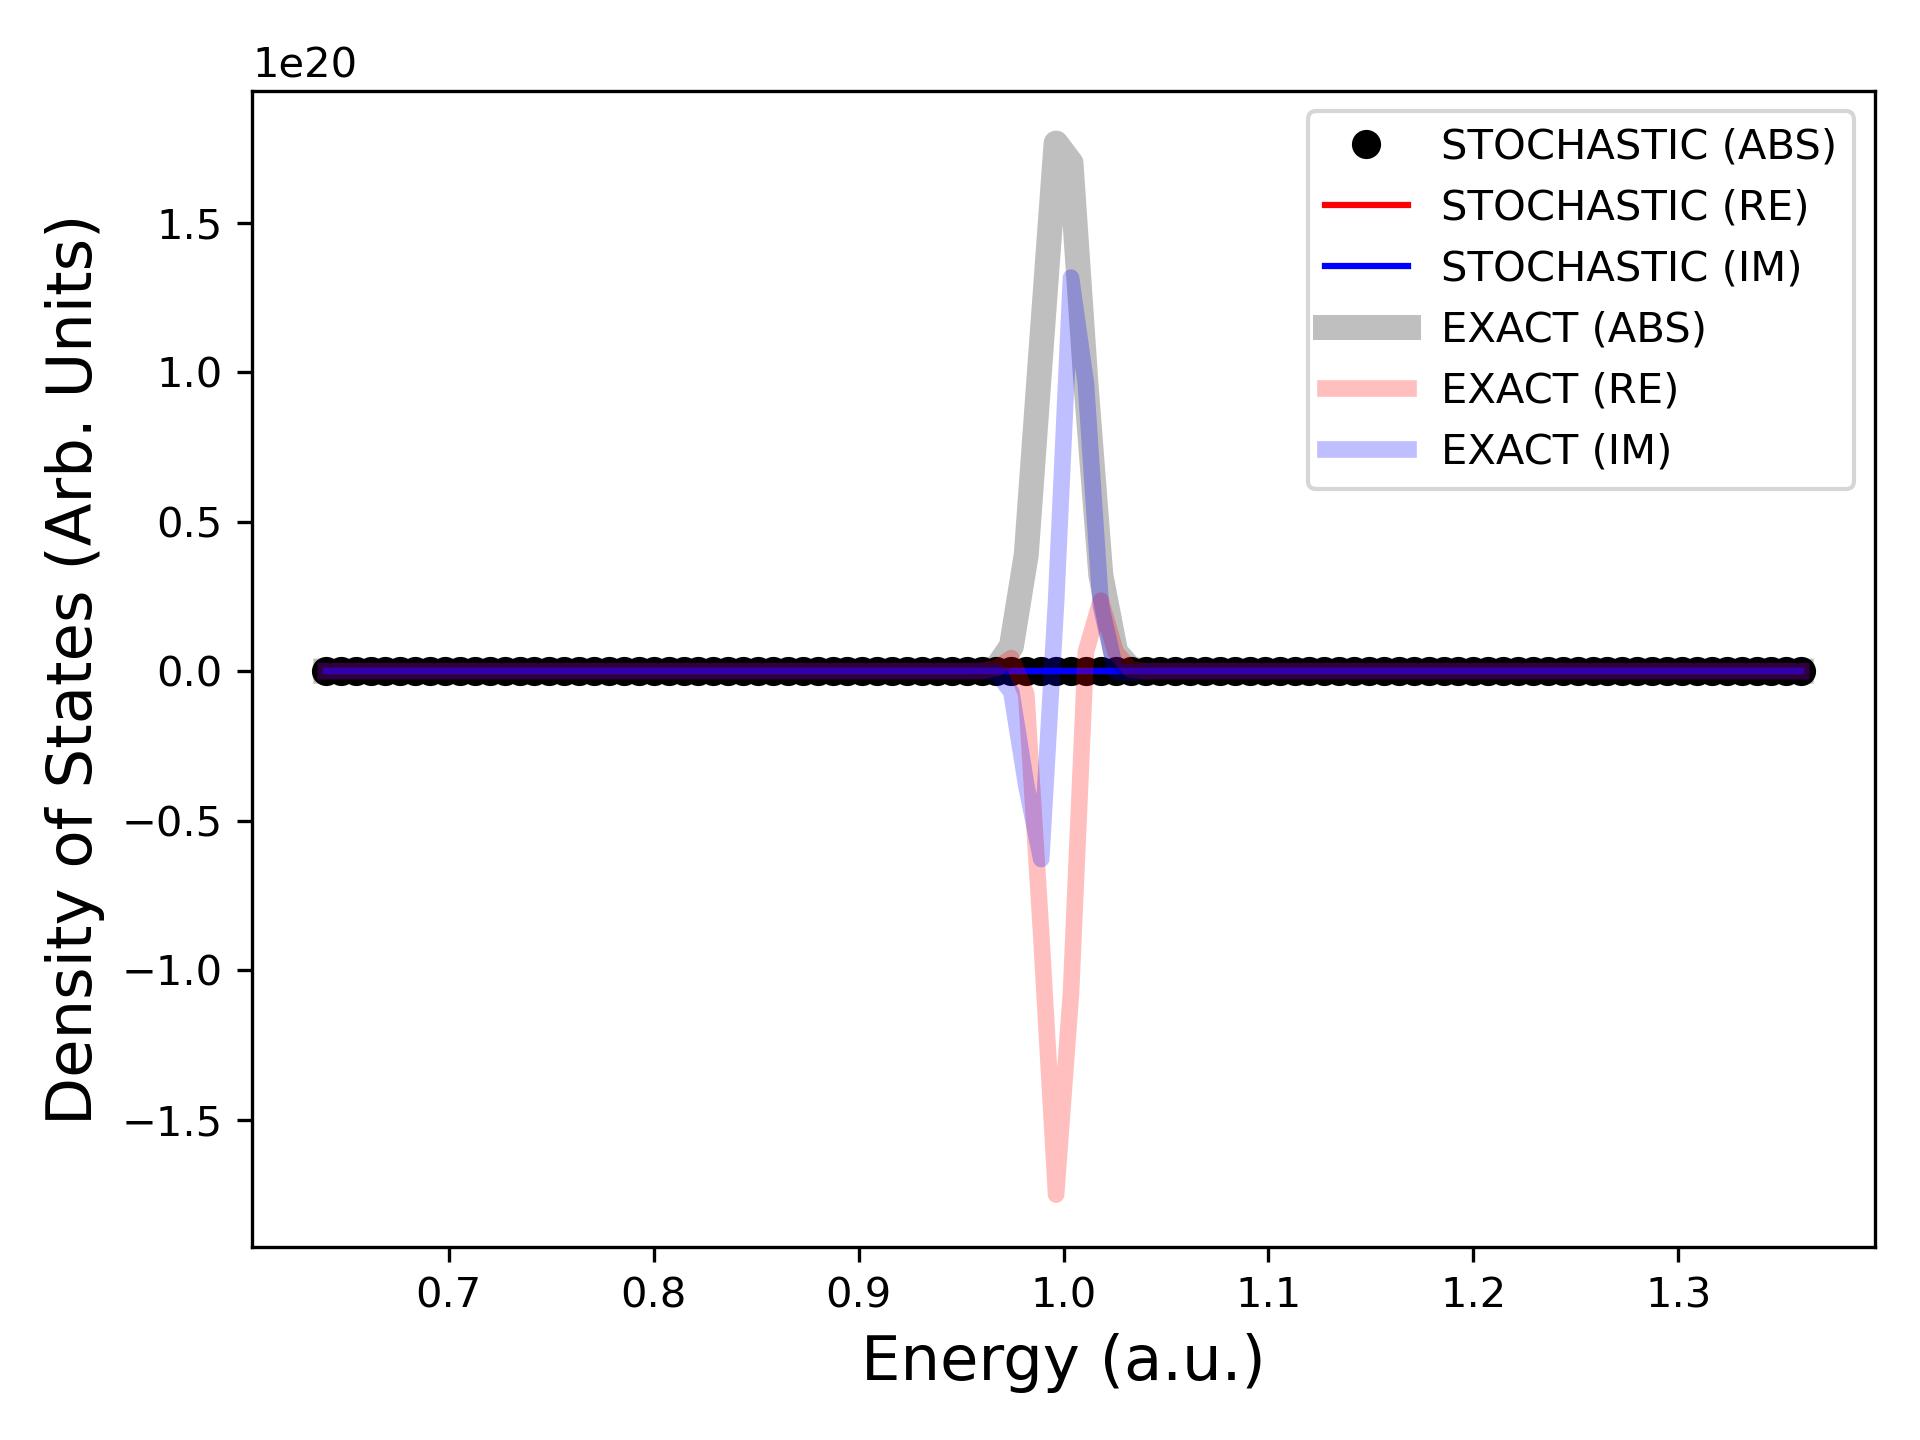 1e20
Density of States (Arb. Units)
1.5
1.0
0.5
0.0
−0.5
−1.0
−1.5
STOCHASTIC (ABS)
STOCHASTIC (RE)
STOCHASTIC (IM)
EXACT (ABS)
EXACT (RE)
EXACT (IM)
0.7 0.8 0.9 1.0 1.1 1.2 1.3
Energy (a.u.)